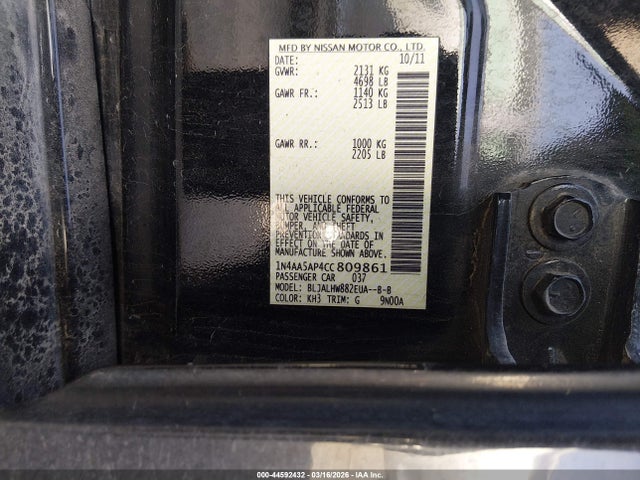 MFD BY NISSAN MOTOR CO., LTD.
DATE: 10/11
GVWR: 2131 KG
4698 LB
GAWR FR.: 1140 KG
2513 LB
GAWR RR.: 1000 KG
2205 LB
THIS VEHICLE CONFORMS TO
ALL APPLICABLE FEDERAL
MOTOR VEHICLE SAFETY,
BUMPER, AND THEFT
PREVENTION STANDARDS IN
EFFECT ON THE DATE OF
MANUFACTURE SHOWN ABOVE.
1N4AA5AP4CC809861
PASSENGER CAR 037
MODEL: BLJALHW882EUA--B-B
COLOR: KH3 TRIM: G 9N00A
000-44592432 | 03/16/2026 - IAA, Inc.